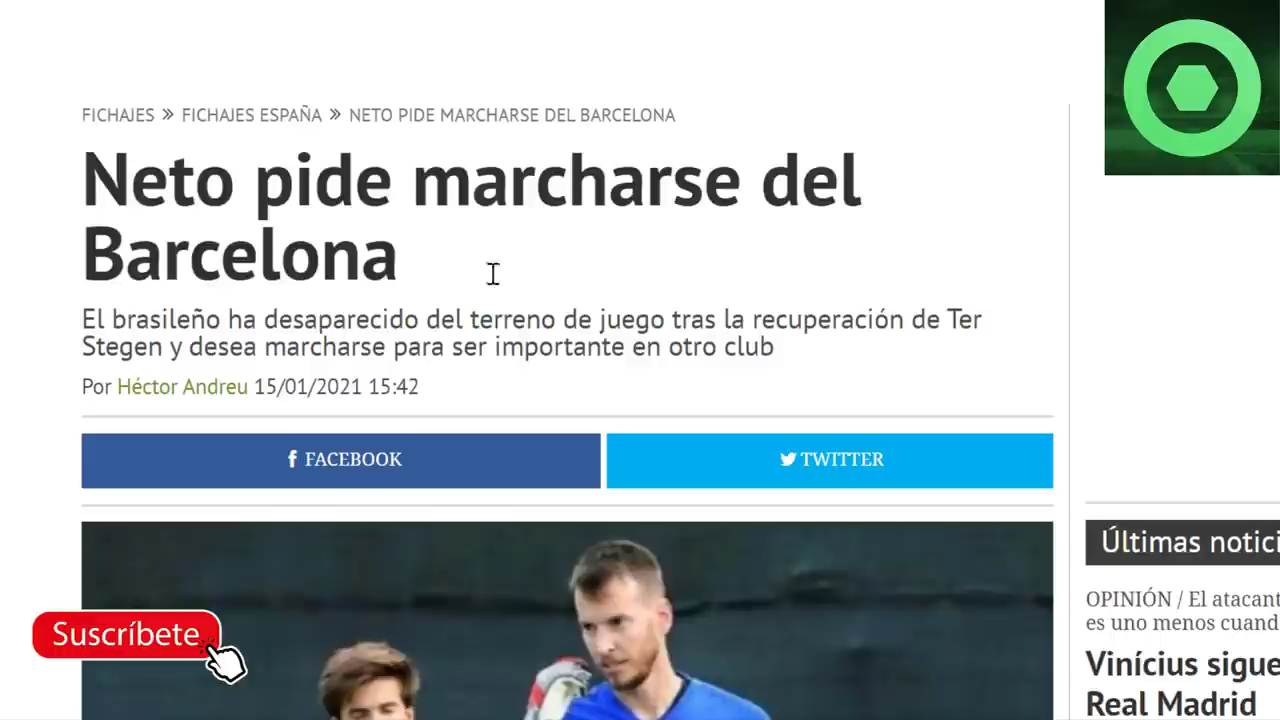 FICHAJES » FICHAJES ESPAÑA » NETO PIDE MARCHARSE DEL BARCELONA
Neto pide marcharse del
Barcelona
El brasileño ha desaparecido del terreno de juego tras la recuperación de Ter
Stegen y desea marcharse para ser importante en otro club
Por Héctor Andreu 15/01/2021 15:42
FACEBOOK
TWITTER
Últimas notici
OPINIÓN / El atacant
es uno menos cuand
Vinícius sigue
Real Madrid
Suscríbete